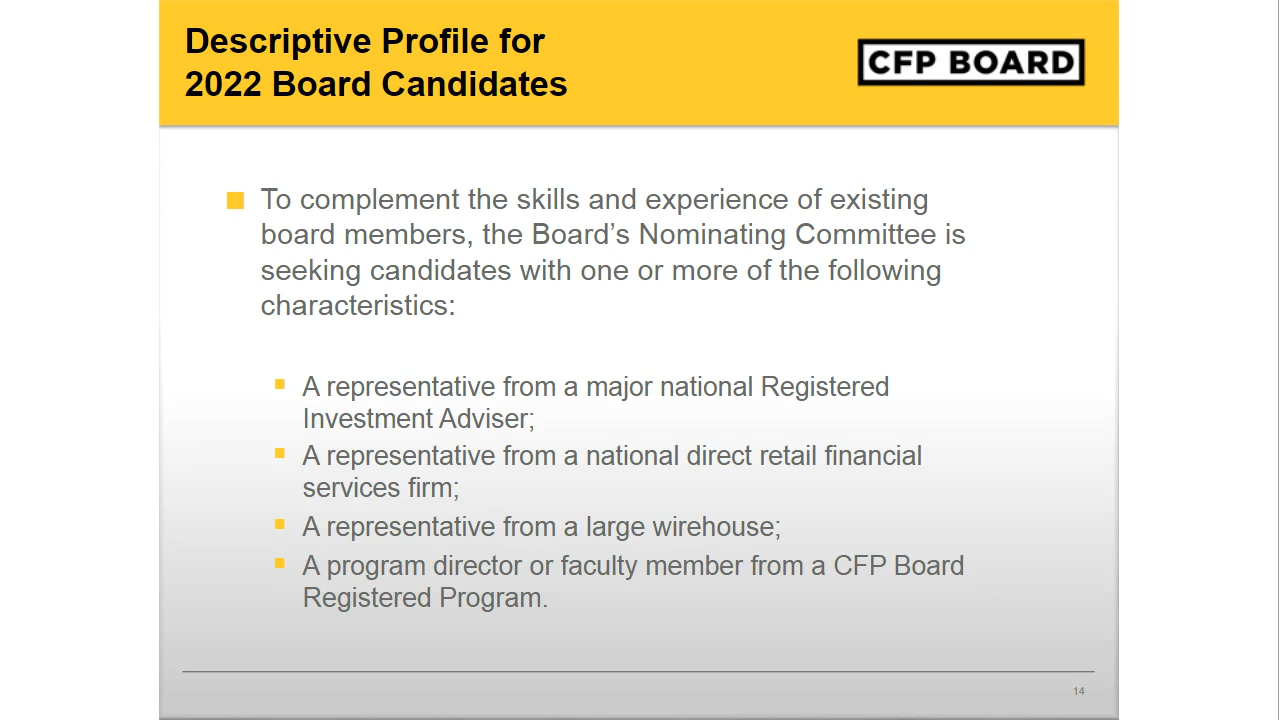 Descriptive Profile for
2022 Board Candidates
CFP BOARD
To complement the skills and experience of existing
board members, the Board’s Nominating Committee is
seeking candidates with one or more of the following
characteristics:
A representative from a major national Registered
Investment Adviser;
A representative from a national direct retail financial
services firm;
A representative from a large wirehouse;
A program director or faculty member from a CFP Board
Registered Program.
14